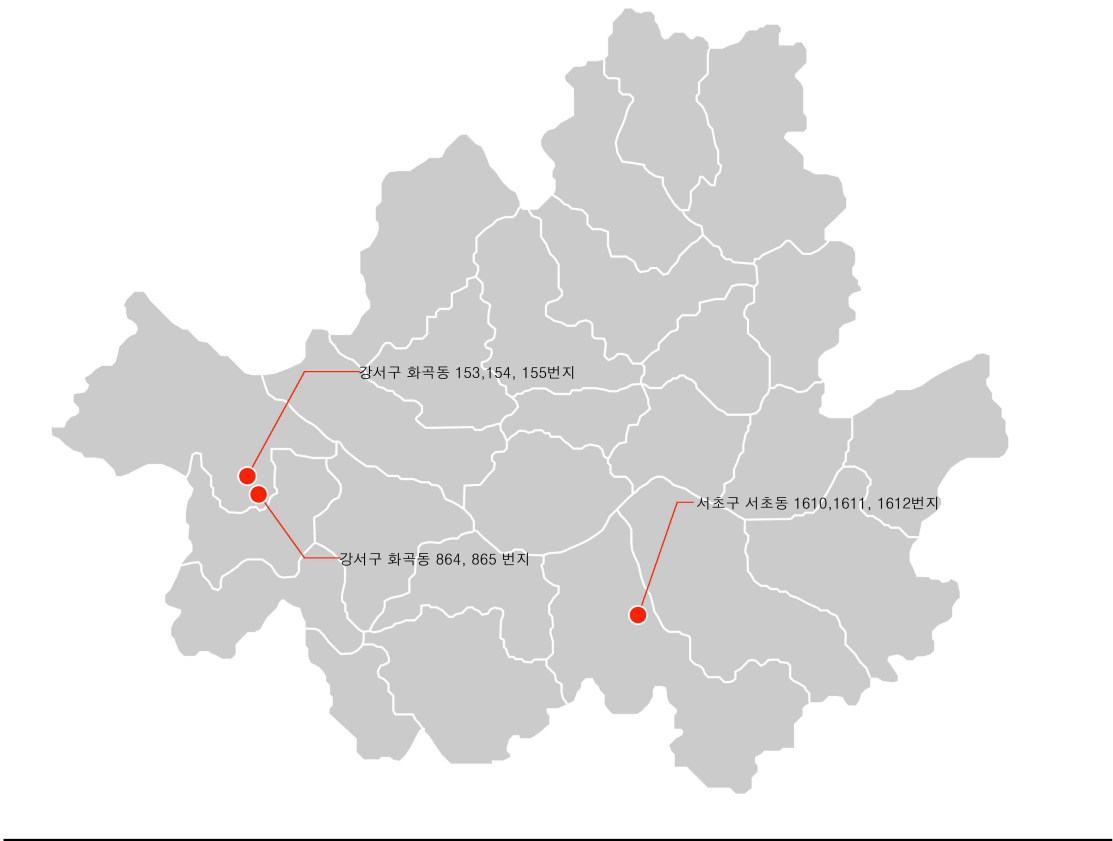 강서구 화곡동 153,154, 155번지
서초구 서초동 1610,1611, 1612번지
강서구 화곡동 864, 865 번지